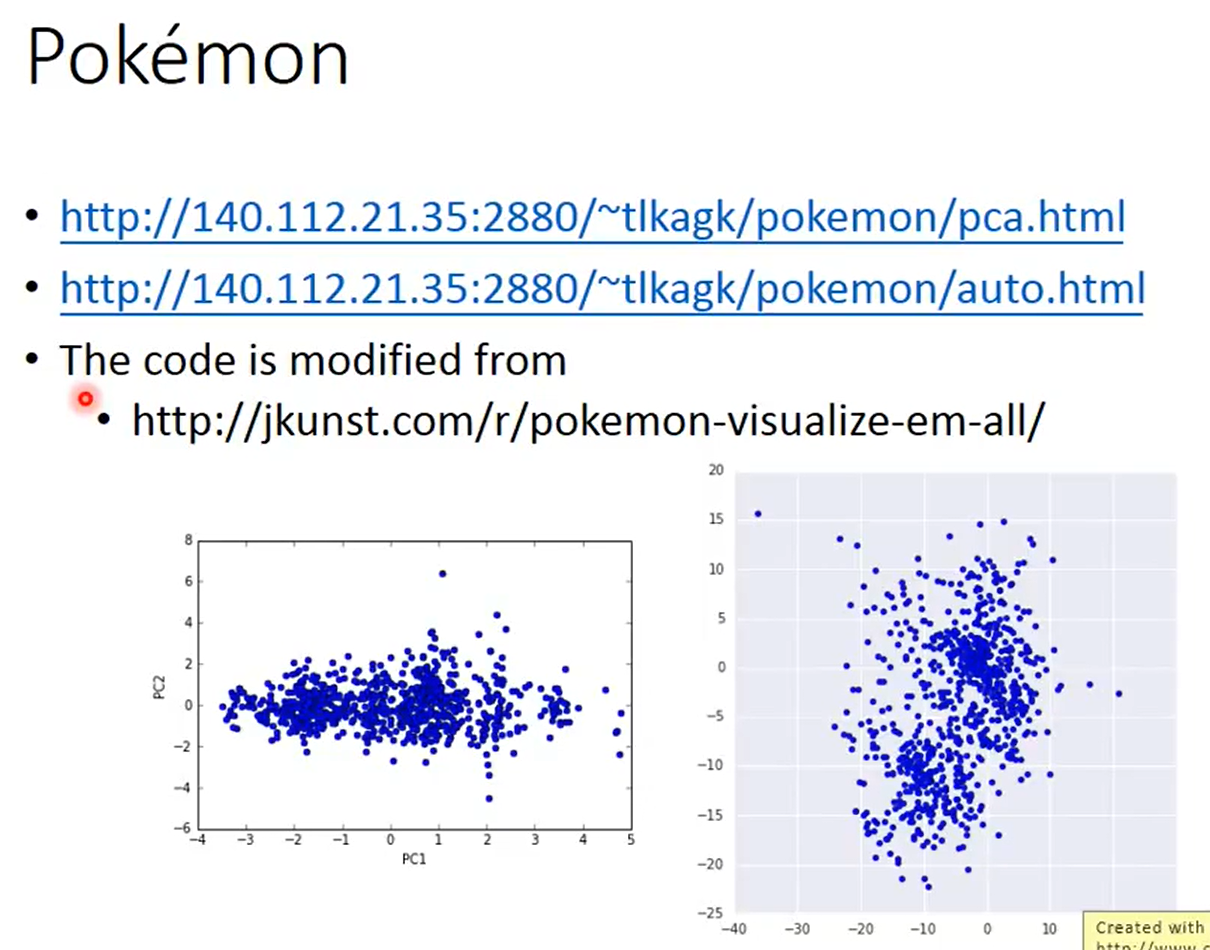 Pokémon
• http://140.112.21.35:2880/~tlkagk/pokemon/pca.html
• http://140.112.21.35:2880/~tlkagk/pokemon/auto.html
• The code is modified from
• http://jkunst.com/r/pokemon-visualize-em-all/
8
6
4
2
0
−2
−4
−6
PC2
−4 −3 −2 −1 0 1 2 3 4 5
PC1
20
15
10
5
0
−5
−10
−15
−20
−25
−40 −30 −20 −10 0 10
Created with